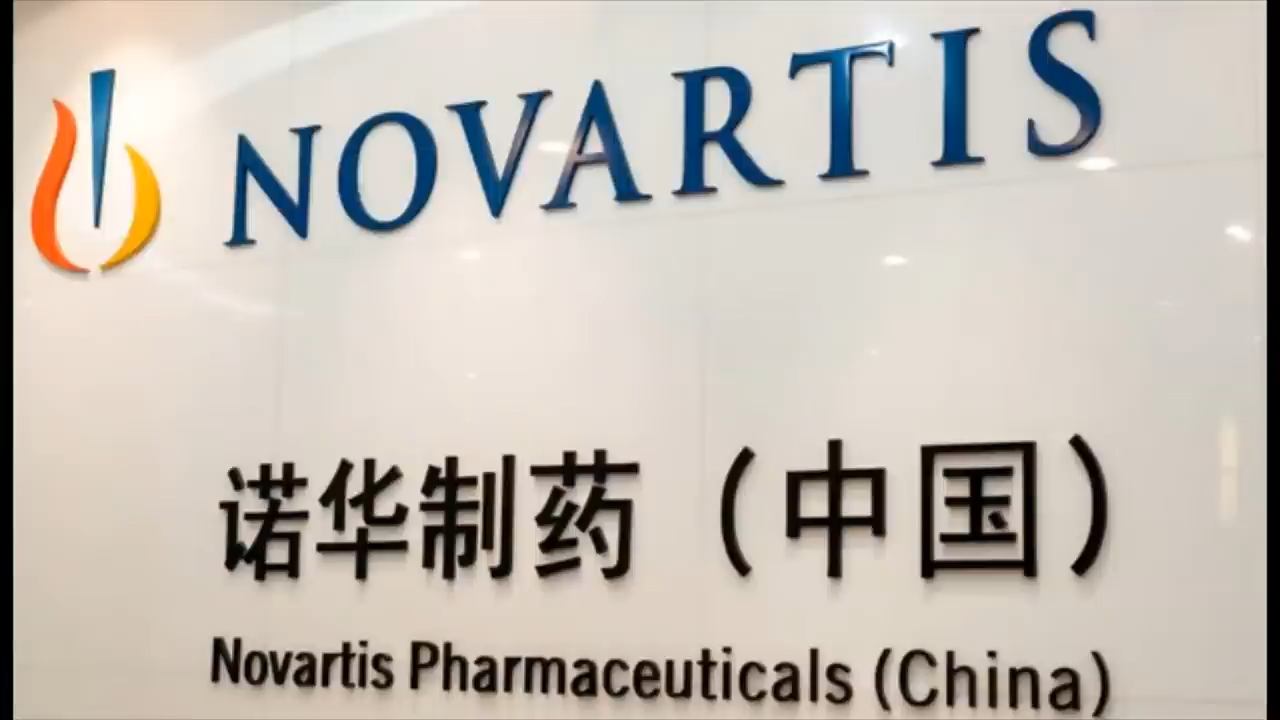 NOVARTIS
诺华制药（中国）
Novartis Pharmaceuticals (China)